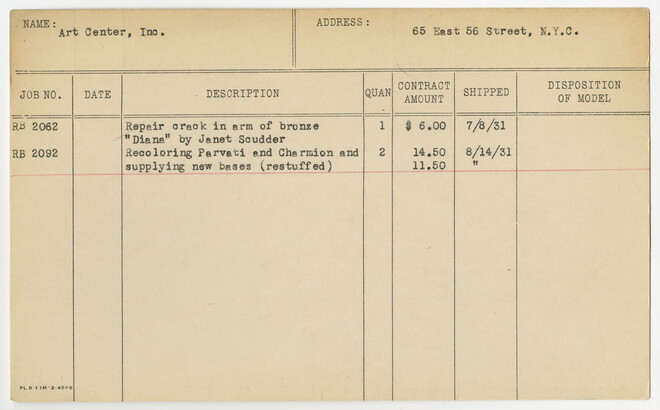 NAME: Art Center, Inc. ADDRESS: 65 East 56 Street, N.Y.C.
JOB NO. DATE DESCRIPTION QUAN CONTRACT AMOUNT SHIPPED DISPOSITION OF MODEL
RB 2062 Repair crack in arm of bronze 1 $ 6.00 7/8/31
"Diana" by Janet Scudder
RB 2092 Recoloring Parvati and Charmion and 2 14.50 8/14/31
supplying new bases (restuffed) 11.50 "